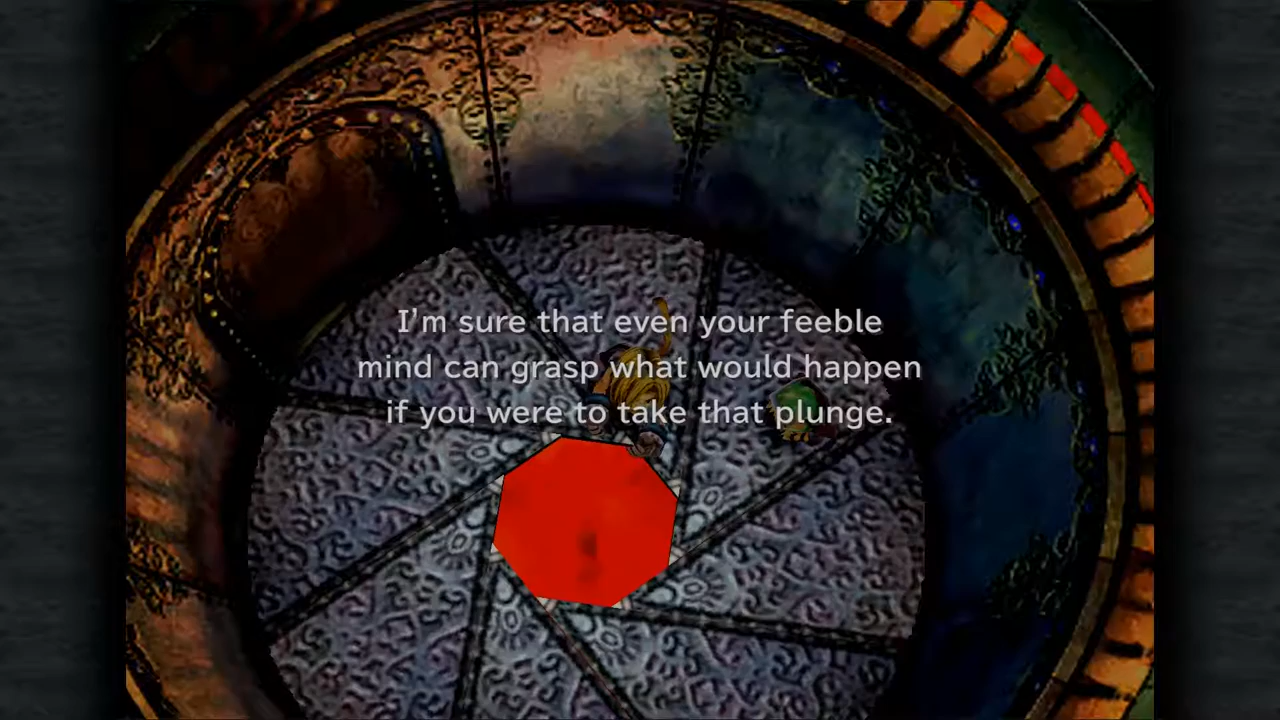 I'm sure that even your feeble
mind can grasp what would happen
if you were to take that plunge.